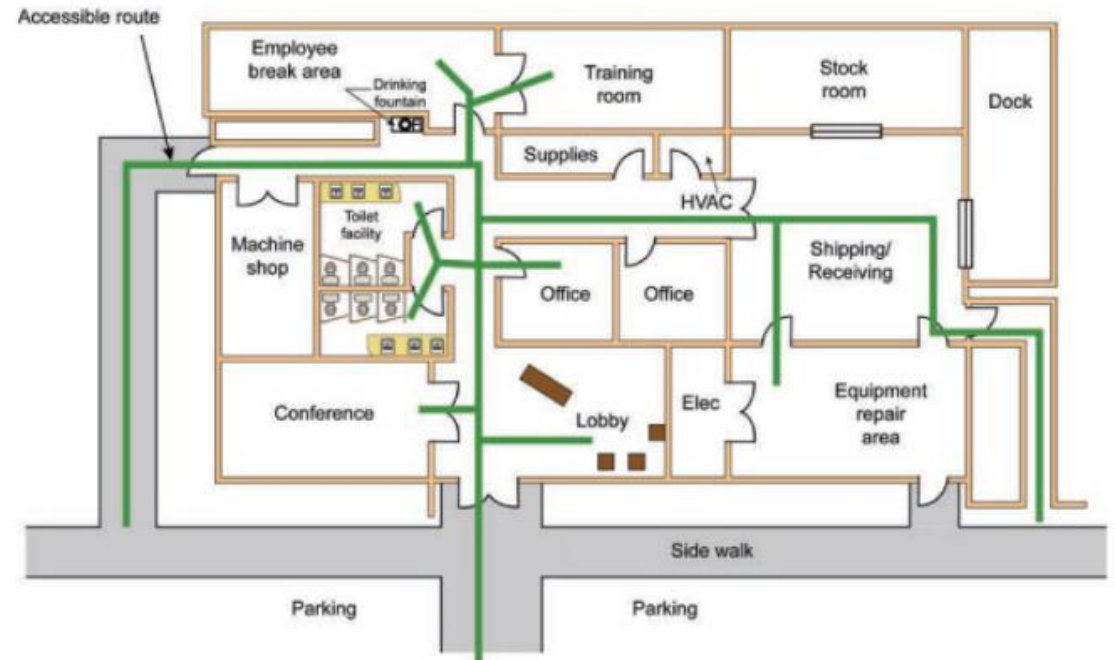 Accessible route
Employee
break area
Drinking
fountain
Training
room
Stock
room
Dock
Supplies
HVAC
Toilet
facility
Machine
shop
Shipping/
Receiving
Office
Office
Conference
Lobby
Elec
Equipment
repair
area
Side walk
Parking
Parking